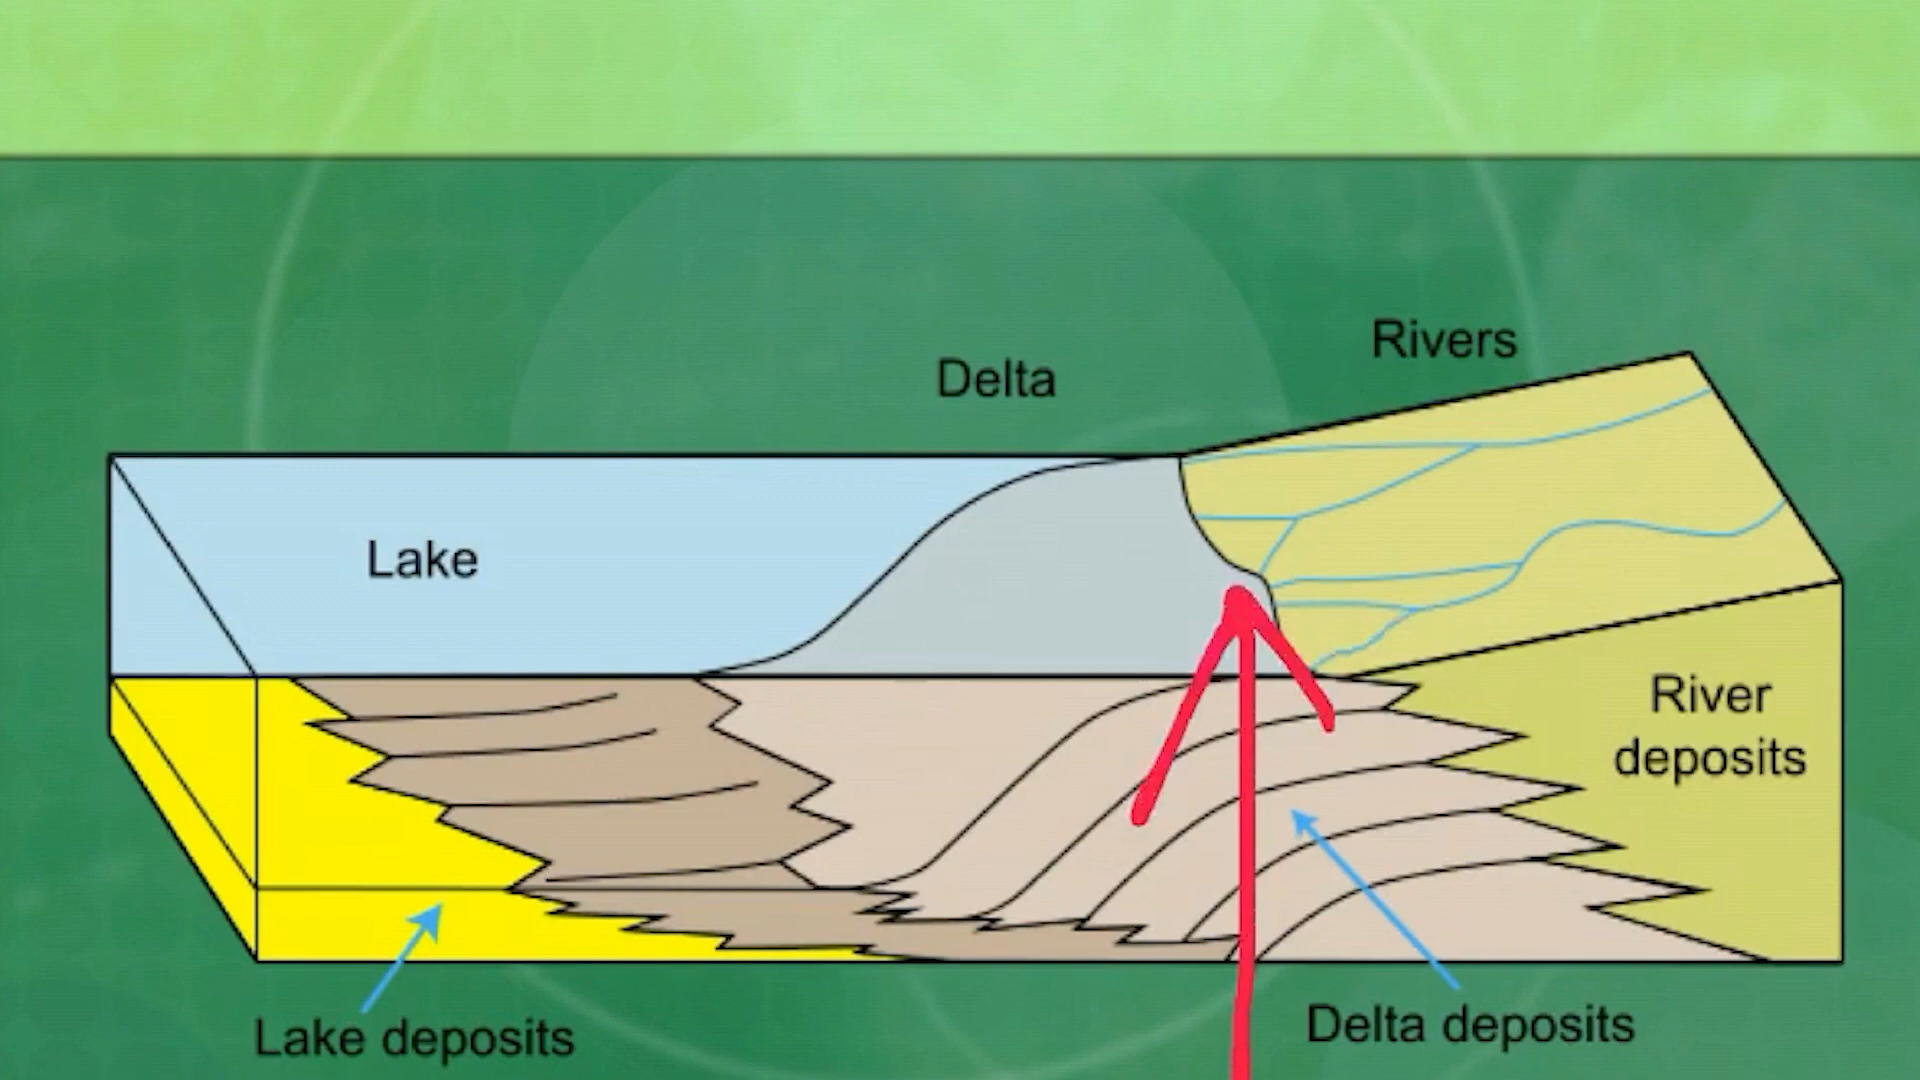 Rivers
Delta
Lake
River
deposits
Lake deposits
Delta deposits